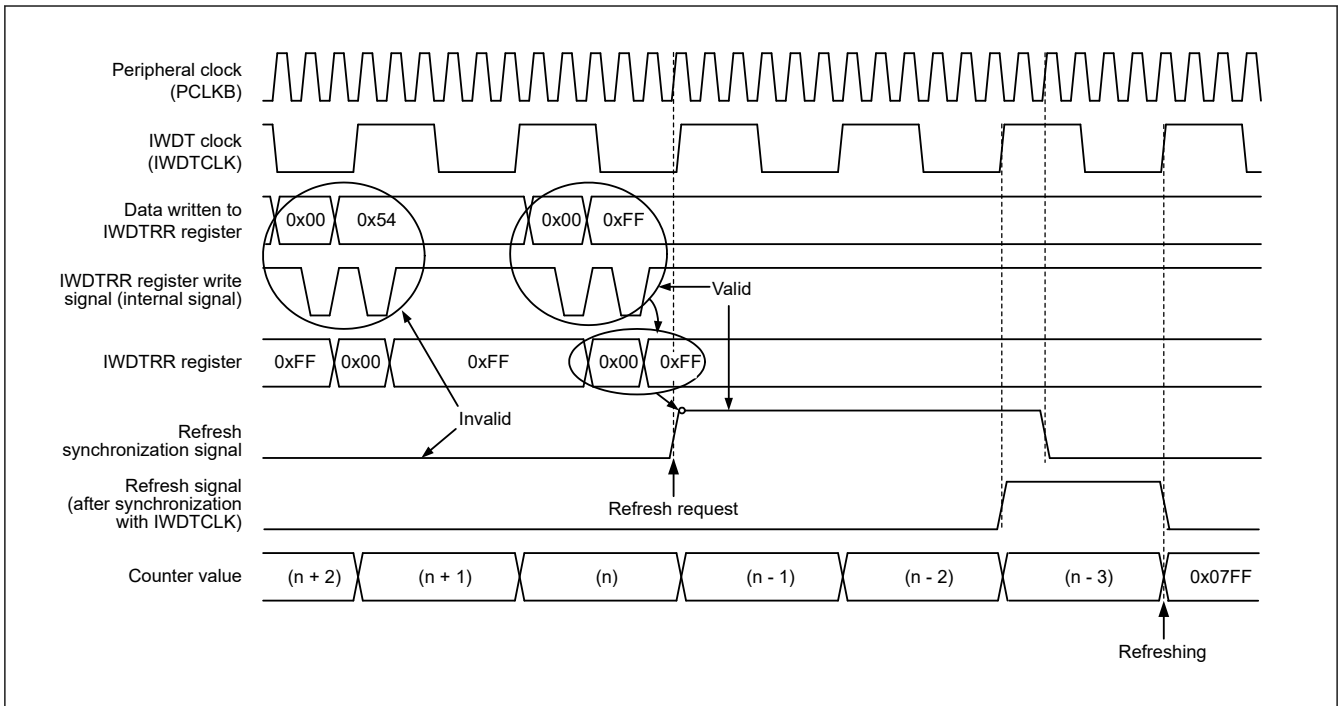 Peripheral clock
(PCLKB)
IWDT clock
(IWDTCLK)
Data written to
IWDTRR register
0x00
0x54
0x00
0xFF
IWDTRR register write
signal (internal signal)
Valid
IWDTRR register
0xFF
0x00
0xFF
0x00
0xFF
Invalid
Refresh
synchronization signal
Refresh request
Refresh signal
(after synchronization
with IWDTCLK)
Counter value
(n + 2)
(n + 1)
(n)
(n - 1)
(n - 2)
(n - 3)
0x07FF
Refreshing